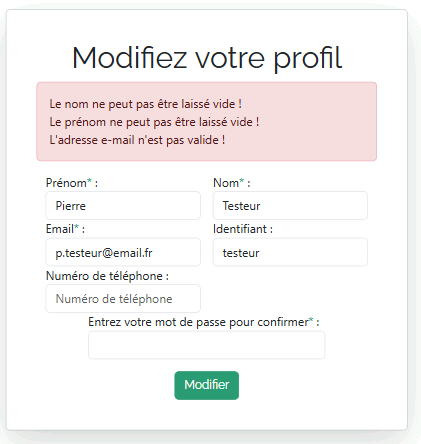 Modifiez votre profil
Le nom ne peut pas être laissé vide !
Le prénom ne peut pas être laissé vide !
L'adresse e-mail n'est pas valide !
Prénom* : Nom* :
Pierre Testeur
Email* : Identifiant :
p.testeur@email.fr testeur
Numéro de téléphone :
Numéro de téléphone
Entrez votre mot de passe pour confirmer* :
Modifier